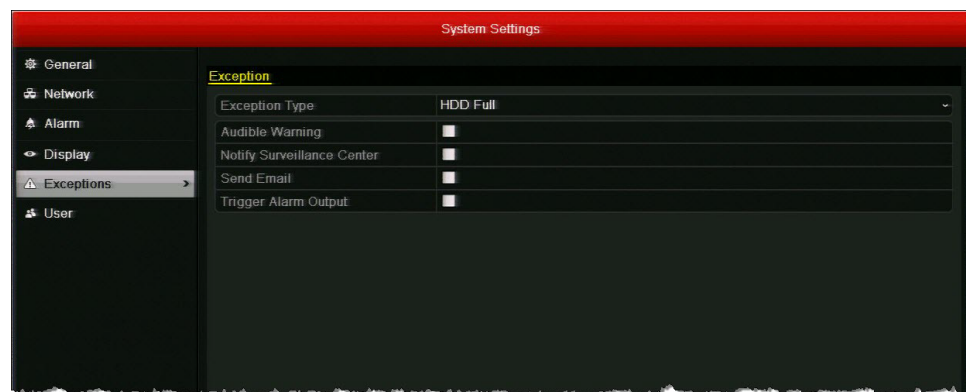 System Settings
General
Network
Alarm
Display
Exceptions
User
Exception
Exception Type HDD Full
Audible Warning
Notify Surveillance Center
Send Email
Trigger Alarm Output